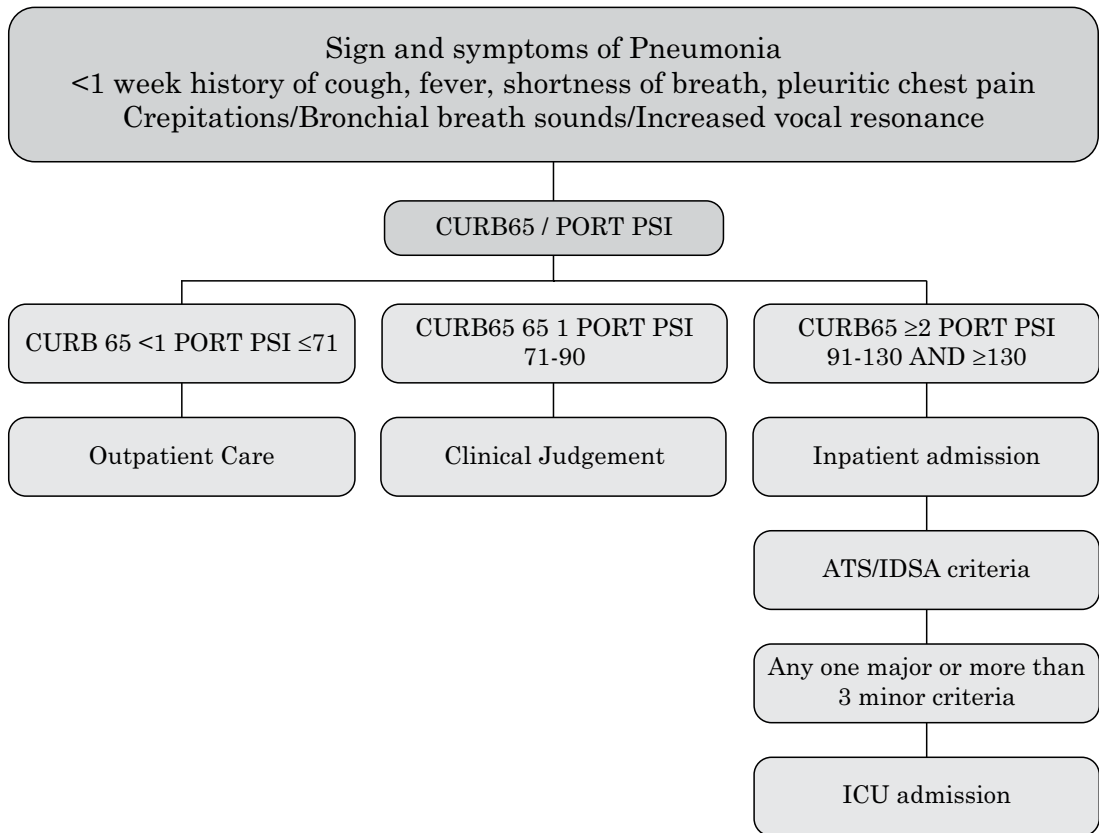 Sign and symptoms of Pneumonia
<1 week history of cough, fever, shortness of breath, pleuritic chest pain
Crepitations/Bronchial breath sounds/Increased vocal resonance
CURB65 / PORT PSI
CURB 65 <1 PORT PSI ≤71
CURB65 65 1 PORT PSI
71-90
CURB65 ≥2 PORT PSI
91-130 AND ≥130
Outpatient Care
Clinical Judgement
Inpatient admission
ATS/IDSA criteria
Any one major or more than
3 minor criteria
ICU admission